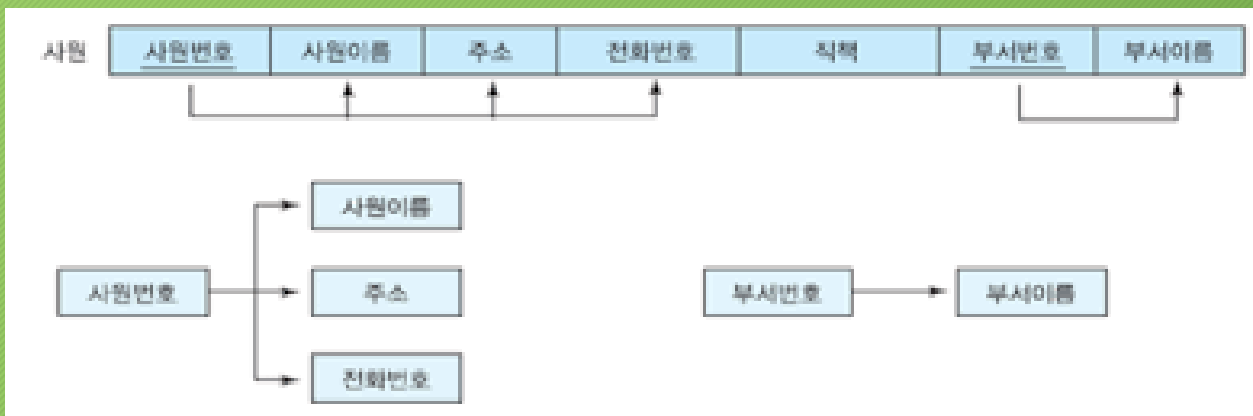 사원 사원번호 사원이름 주소 전화번호 직책 부서번호 부서이름
사원이름
사원번호 주소 부서번호 부서이름
전화번호